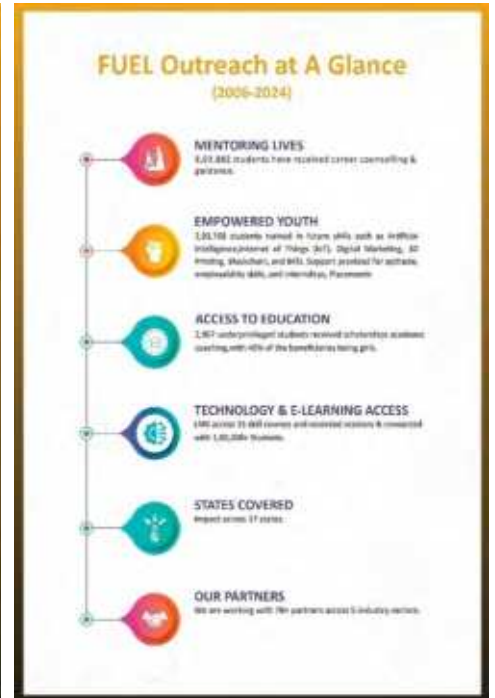 FUEL Outreach at A Glance
(2006-2024)
MENTORING LIVES
students have received career counselling &
guidance.
EMPOWERED YOUTH
students trained in future skills such as Artificial
Intelligence, Internet of Things (IoT), Digital Marketing, 3D
Printing, Blockchain, and Support provided for
employability skills, and internships, Placements
ACCESS TO EDUCATION
underprivileged students received scholarships academic
coaching, with of the beneficiaries being girls.
TECHNOLOGY & E-LEARNING ACCESS
LMS across skill courses and recorded sessions & connected
with Students.
STATES COVERED
Impact across states.
OUR PARTNERS
We are working with partners across 5 industry sectors.